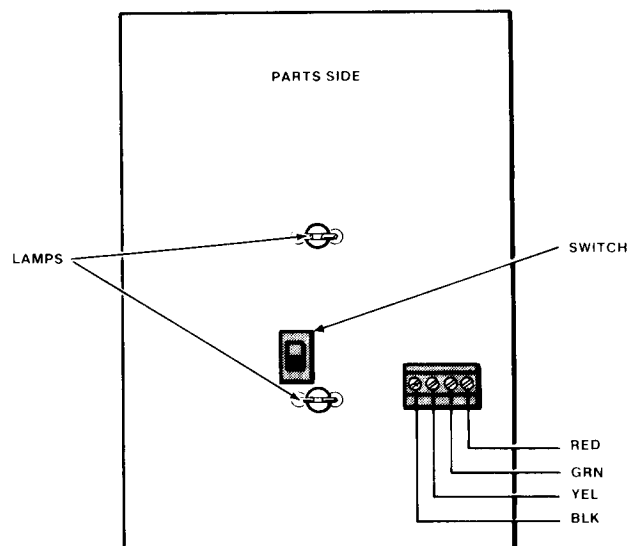 PARTS SIDE
SWITCH
LAMPS
RED
GRN
YEL
BLK